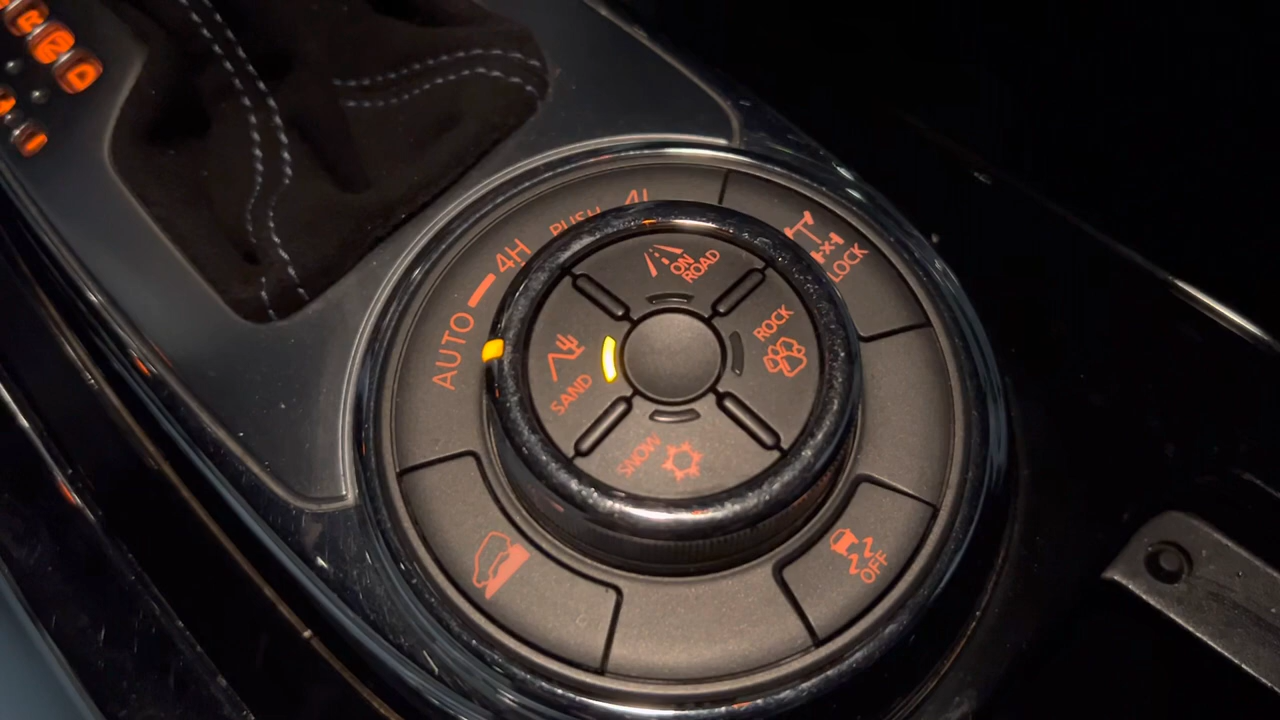 R
N
D
AUTO
4H
PUSH
4L
LOCK
ON
ROAD
ROCK
SAND
SNOW
OFF